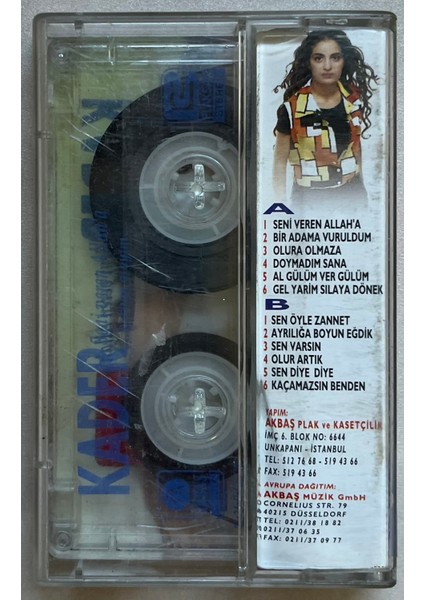 KADER
A
1 SENİ VEREN ALLAH'A
2 BİR ADAMA VURULDUM
3 OLURA OLMAZA
4 DOYMADIM SANA
5 AL GÜLÜM VER GÜLÜM
6 GEL YARİM SILAYA DÖNEK
B
1 SEN ÖYLE ZANNET
2 AYRILIĞA BOYUN EĞDİK
3 SEN VARSIN
4 OLUR ARTIK
5 SEN DİYE DİYE
6 KAÇAMAZSIN BENDEN
YAPIM:
AKBAŞ PLAK ve KASETÇİLİK
İMÇ 6. BLOK NO: 6644
UNKAPANI - İSTANBUL
TEL: 512 76 68 - 519 43 66
FAX: 519 43 66
AVRUPA DAĞITIM:
AKBAŞ MÜZİK GmbH
CORNELIUS STR. 79
40215 DÜSSELDORF
TEL: 0211/38 18 82
0211/37 06 35
FAX: 0211/37 09 77